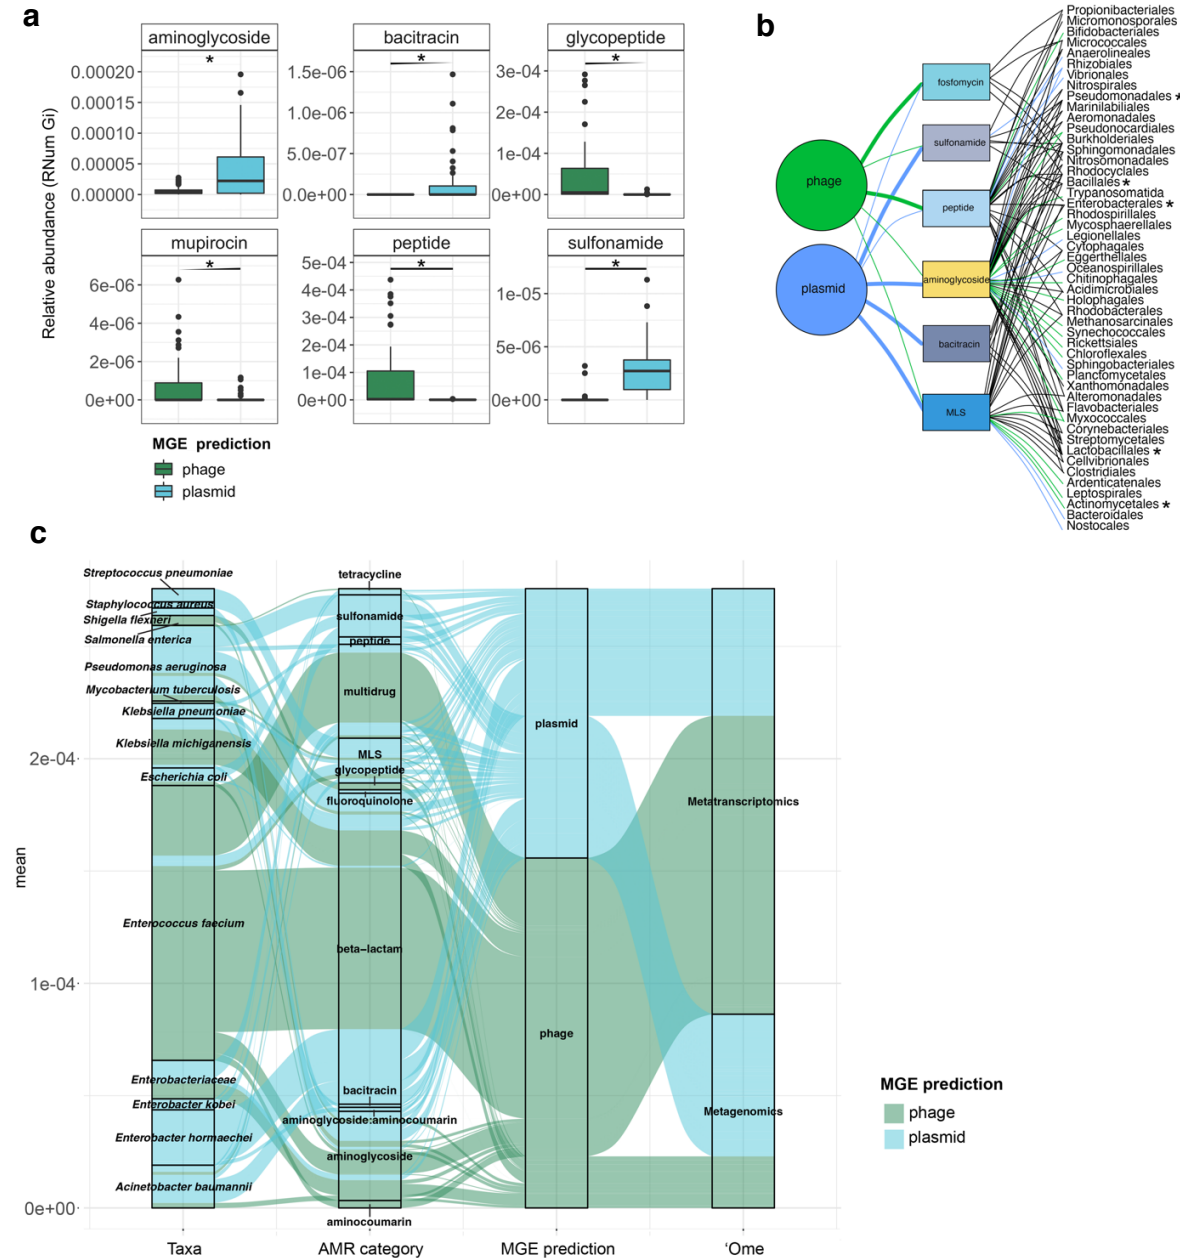 a
Relative abundance (RNum Gi)
aminoglycoside
*
0.00020
0.00015
0.00010
0.00005
0.00000
bacitracin
*
1.5e-06
1.0e-06
5.0e-07
0.0e+00
glycopeptide
*
3e-04
2e-04
1e-04
0e+00
mupirocin
*
6e-06
4e-06
2e-06
0e+00
peptide
*
5e-04
4e-04
3e-04
2e-04
1e-04
0e+00
sulfonamide
*
1e-05
5e-06
0e+00
MGE prediction
phage
plasmid
b
phage
plasmid
fosfomycin
sulfonamide
peptide
aminoglycoside
bacitracin
MLS
Propionibacteriales
Micromonosporales
Bifidobacteriales
Micrococcales
Anaerolineales
Rhizobiales
Vibrionales
Nitrospirales
Pseudomonadales *
Marinilabiliales
Aeromonadales
Pseudonocardiales
Burkholderiales
Sphingomonadales
Nitrosomonadales
Rhodocyclales
Bacillales *
Trypanosomatida
Enterobacterales *
Rhodospirillales
Mycosphaerellales
Legionellales
Cytophagales
Eggerthellales
Oceanospirillales
Chitinophagales
Acidimicrobiales
Holophagales
Rhodobacterales
Methanosarcinales
Synechococcales
Rickettsiales
Chloroflexales
Sphingobacteriales
Planctomycetales
Xanthomonadales
Alteromonadales
Flavobacteriales
Myxococcales
Corynebacteriales
Streptomycetales
Lactobacillales *
Cellvibrionales
Clostridiales
Ardenticatenales
Leptospirales
Actinomycetales *
Bacteroidales
Nostocales
c
mean
2e-04
1e-04
0e+00
Streptococcus pneumoniae
Staphylococcus aureus
Shigella flexneri
Salmonella enterica
Pseudomonas aeruginosa
Mycobacterium tuberculosis
Klebsiella pneumoniae
Klebsiella michiganensis
Escherichia coli
Enterococcus faecium
Enterobacteriaceae
Enterobacter kobei
Enterobacter hormaechei
Acinetobacter baumannii
tetracycline
sulfonamide
peptide
multidrug
MLS
glycopeptide
fluoroquinolone
beta-lactam
bacitracin
aminoglycoside:aminocoumarin
aminoglycoside
aminocoumarin
plasmid
phage
Metatranscriptomics
Metagenomics
Taxa
AMR category
MGE prediction
'Ome
MGE prediction
phage
plasmid